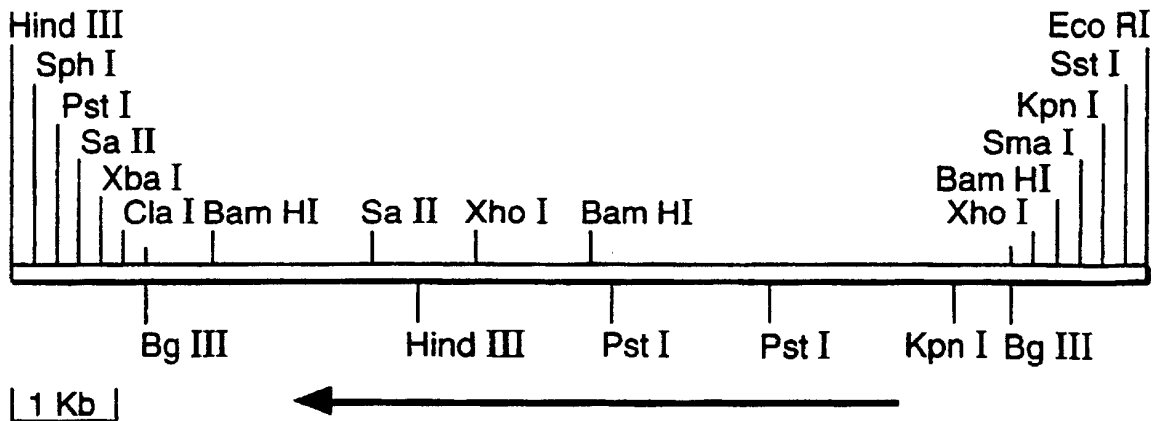 Hind III
Eco RI
Sph I
Sst I
Pst I
Kpn I
Sa II
Sma I
Xba I
Bam HI
Cla I
Bam HI
Sa II
Xho I
Bam HI
Xho I
Bg III
Hind III
Pst I
Pst I
Kpn I
Bg III
1 Kb